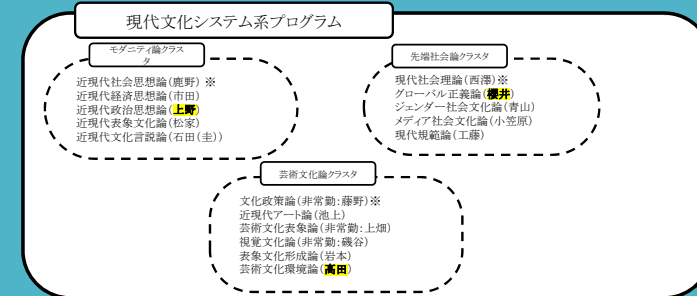 現代文化システム系プログラム
モダニティ論クラス
タ
近現代社会思想論(鹿野) ※
近現代経済思想論(市田)
近現代政治思想論(上野)
近現代表象文化論(松家)
近現代文化言説論(石田(圭))
先端社会論クラスタ
現代社会理論(西澤)※
グローバル正義論(櫻井)
ジェンダー社会文化論(青山)
メディア社会文化論(小笠原)
現代規範論(工藤)
芸術文化論クラスタ
文化政策論(非常勤:藤野)※
近現代アート論(池上)
芸術文化表象論(非常勤:上畑)
視覚文化論(非常勤:磯谷)
表象文化形成論(岩本)
芸術文化環境論(髙田)